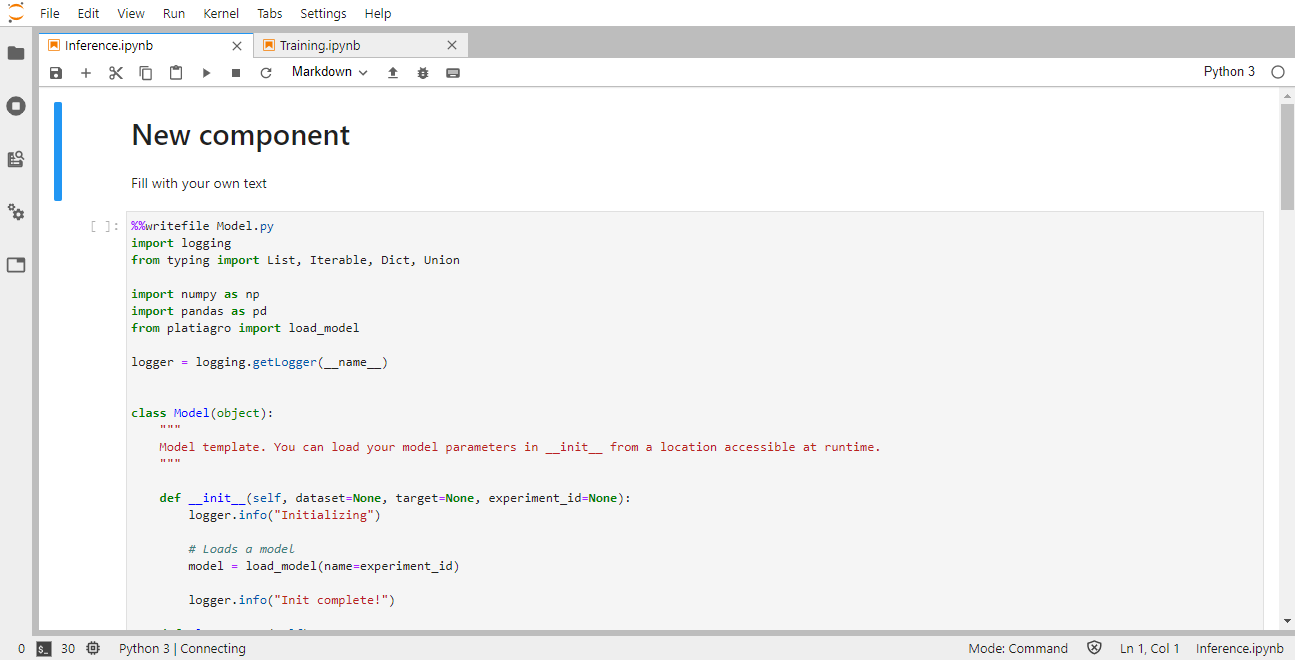 File Edit View Run Kernel Tabs Settings Help
Inference.ipynb Training.ipynb
Markdown Python 3
New component
Fill with your own text
[ ]: %%writefile Model.py
import logging
from typing import List, Iterable, Dict, Union
import numpy as np
import pandas as pd
from platiagro import load_model
logger = logging.getLogger(__name__)
class Model(object):
"""
Model template. You can load your model parameters in __init__ from a location accessible at runtime.
"""
def __init__(self, dataset=None, target=None, experiment_id=None):
logger.info("Initializing")
# Loads a model
model = load_model(name=experiment_id)
logger.info("Init complete!")
0 $_ 30 Python 3 | Connecting Mode: Command Ln 1, Col 1 Inference.ipynb